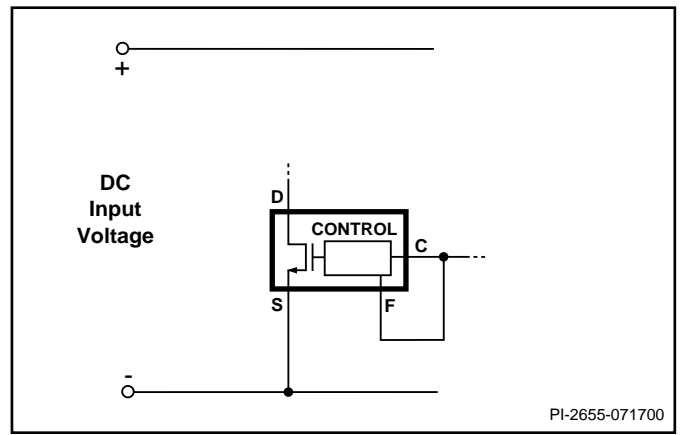 +
DC
Input
Voltage
D
CONTROL
C
S
F
-
PI-2655-071700